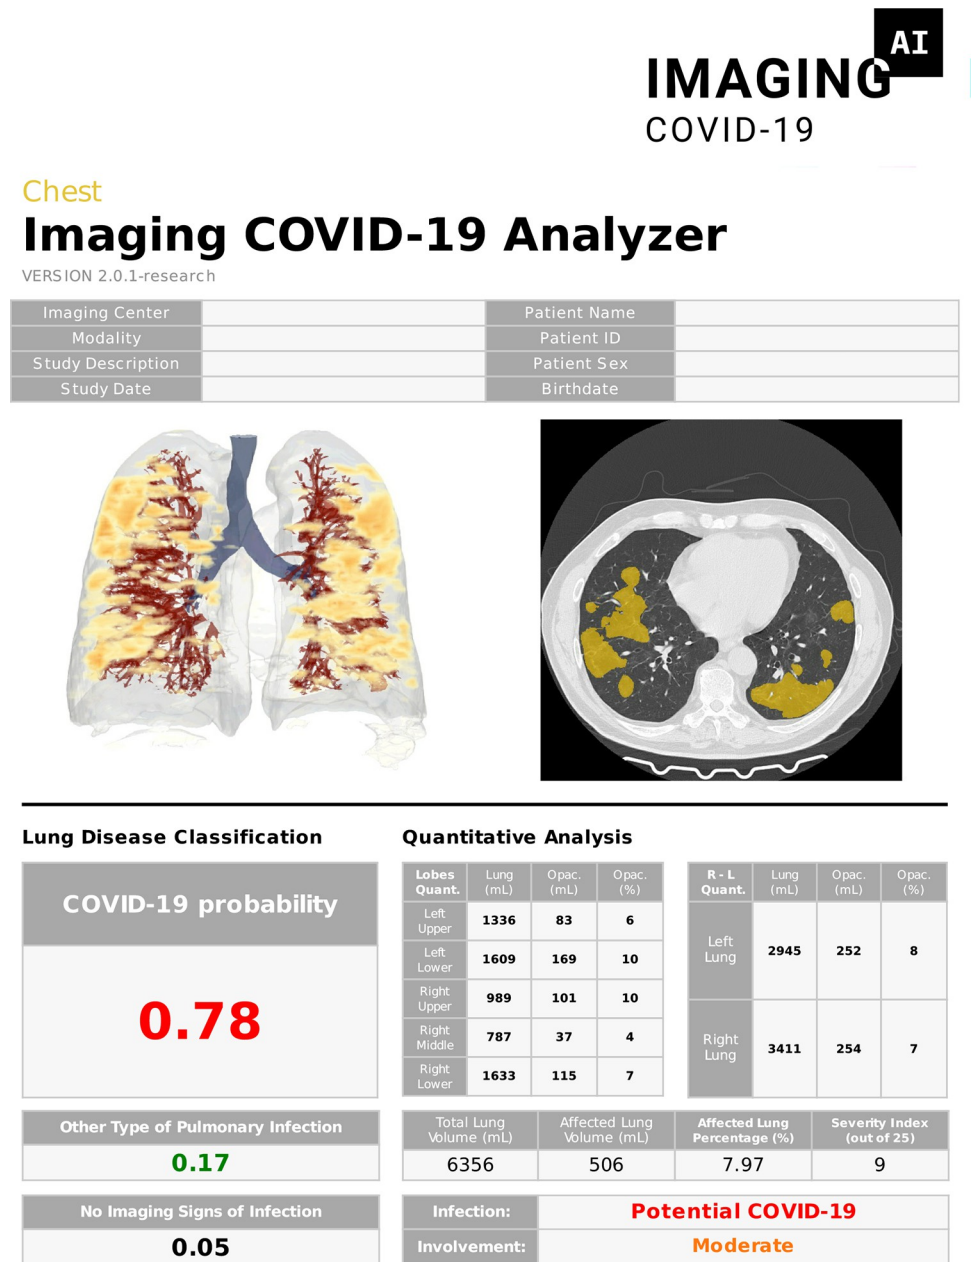 AI
IMAGING
COVID-19
Chest
Imaging COVID-19 Analyzer
VERSION 2.0.1-research
Imaging Center Patient Name
Modality Patient ID
Study Description Patient Sex
Study Date Birthdate
Lung Disease Classification
COVID-19 probability
0.78
Other Type of Pulmonary Infection
0.17
No Imaging Signs of Infection
0.05
Quantitative Analysis
Lobes Quant. Lung (mL) Opac. (mL) Opac. (%)
Left Upper 1336 83 6
Left Lower 1609 169 10
Right Upper 989 101 10
Right Middle 787 37 4
Right Lower 1633 115 7
R - L Quant. Lung (mL) Opac. (mL) Opac. (%)
Left Lung 2945 252 8
Right Lung 3411 254 7
Total Lung Volume (mL) Affected Lung Volume (mL) Affected Lung Percentage (%) Severity Index (out of 25)
6356 506 7.97 9
Infection: Potential COVID-19
Involvement: Moderate